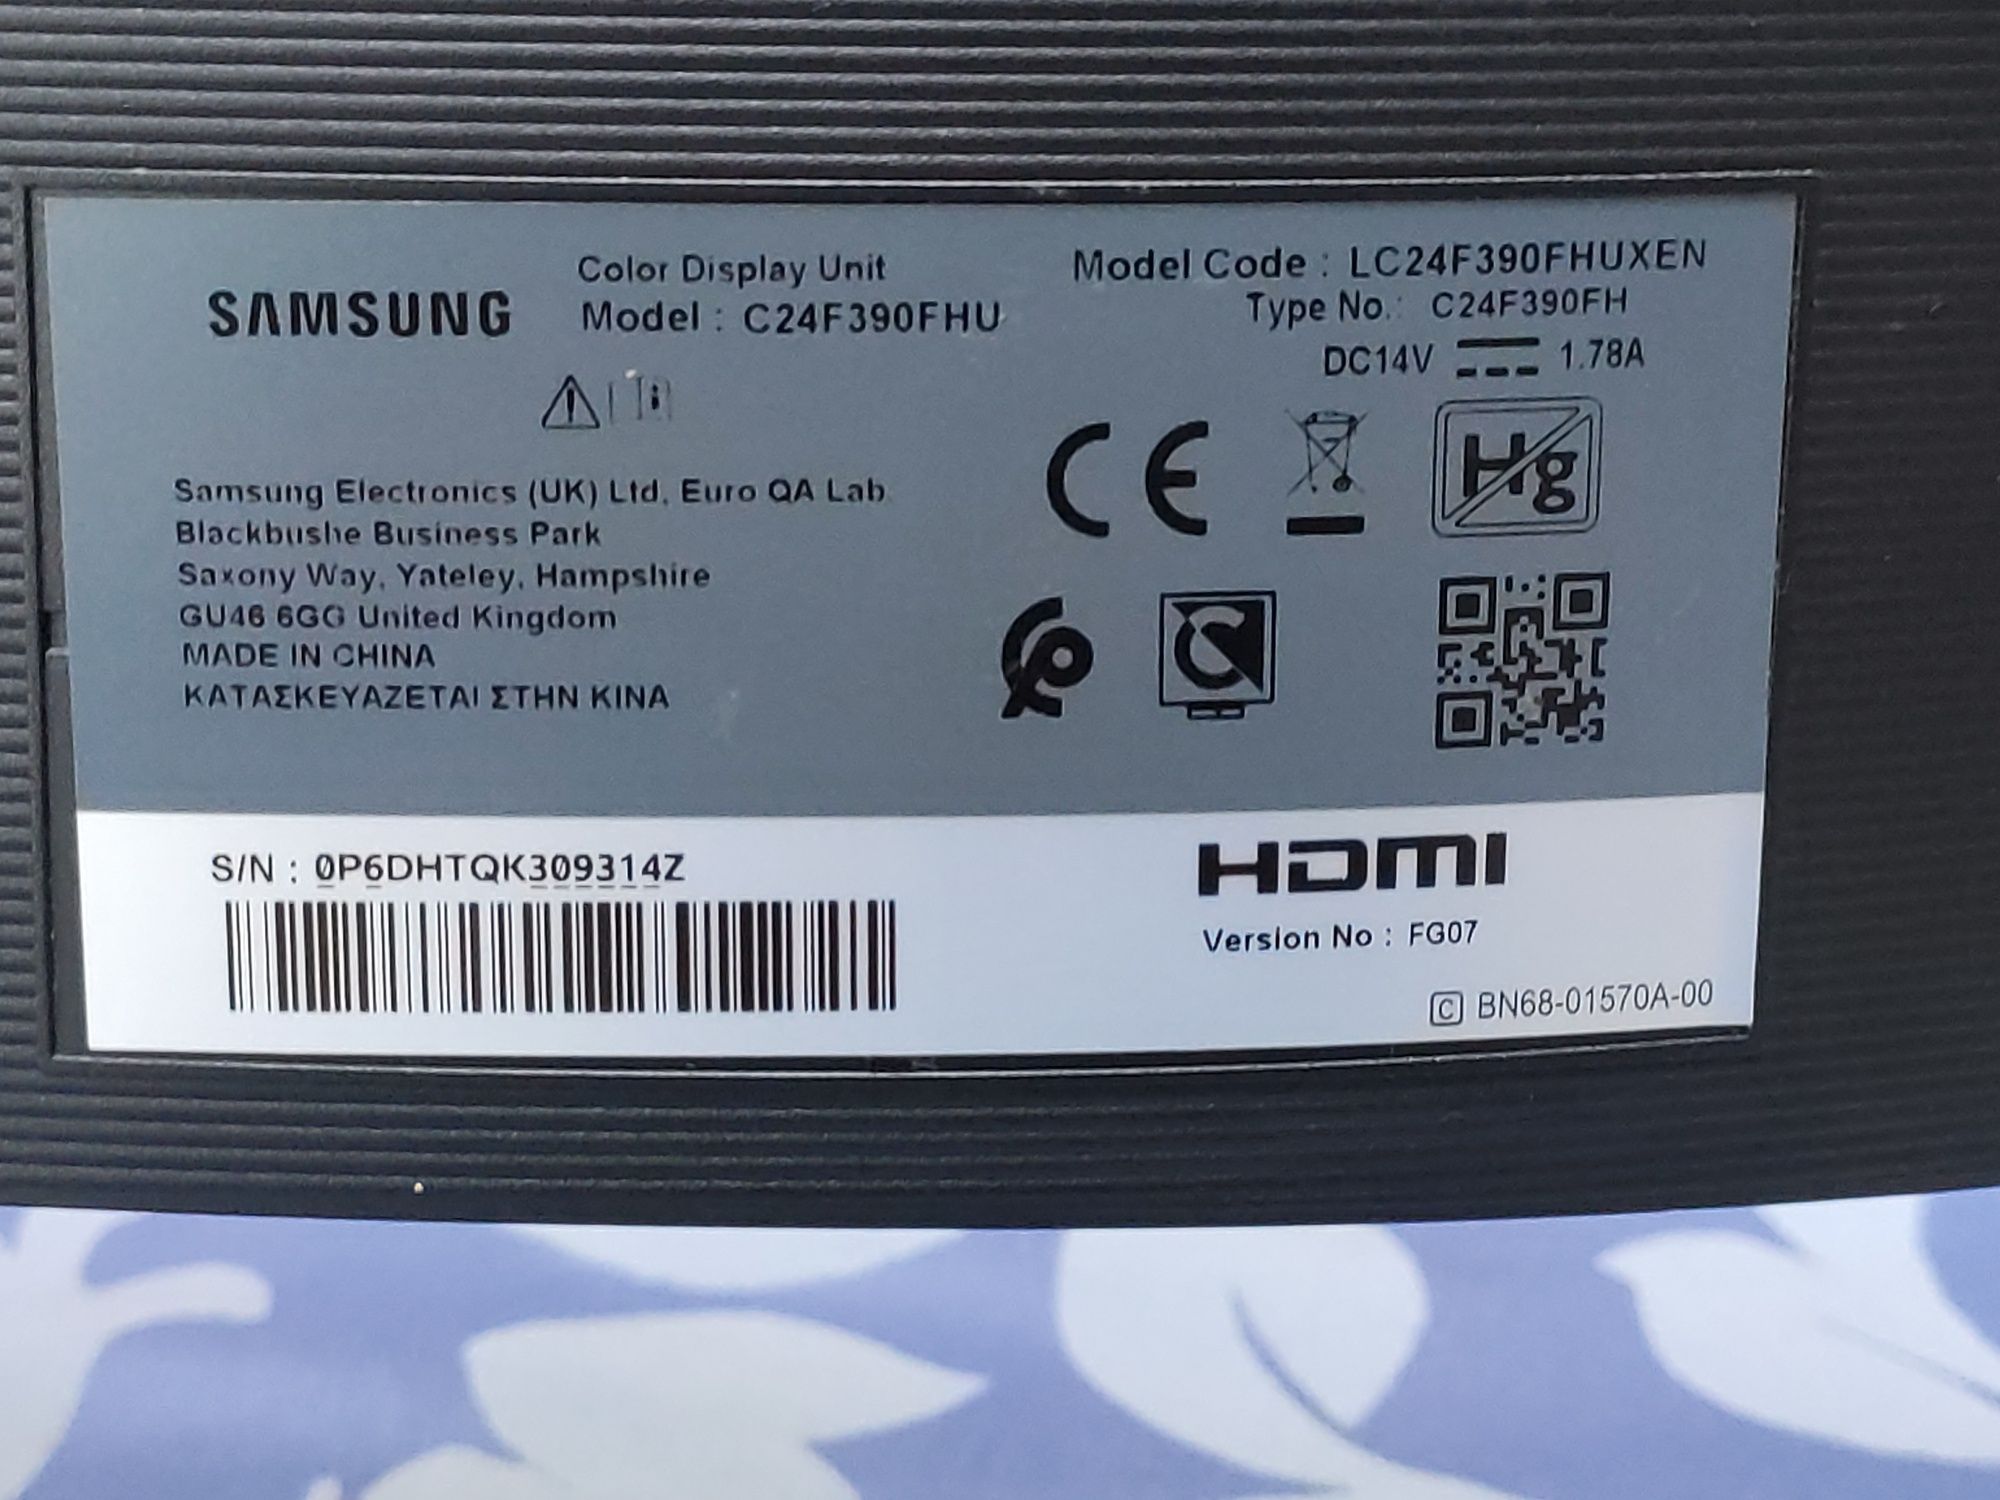 SAMSUNG
Color Display Unit
Model : C24F390FHU
Model Code : LC24F390FHUXEN
Type No. : C24F390FH
DC14V 1.78A
CE
Hg
Samsung Electronics (UK) Ltd, Euro QA Lab
Blackbushe Business Park
Saxony Way, Yateley, Hampshire
GU46 6GG United Kingdom
MADE IN CHINA
ΚΑΤΑΣΚΕΥΑΖΕΤΑΙ ΣΤΗΝ ΚΙΝΑ
S/N : 0P6DHTQK309314Z
HDMI
Version No : FG07
C BN68-01570A-00